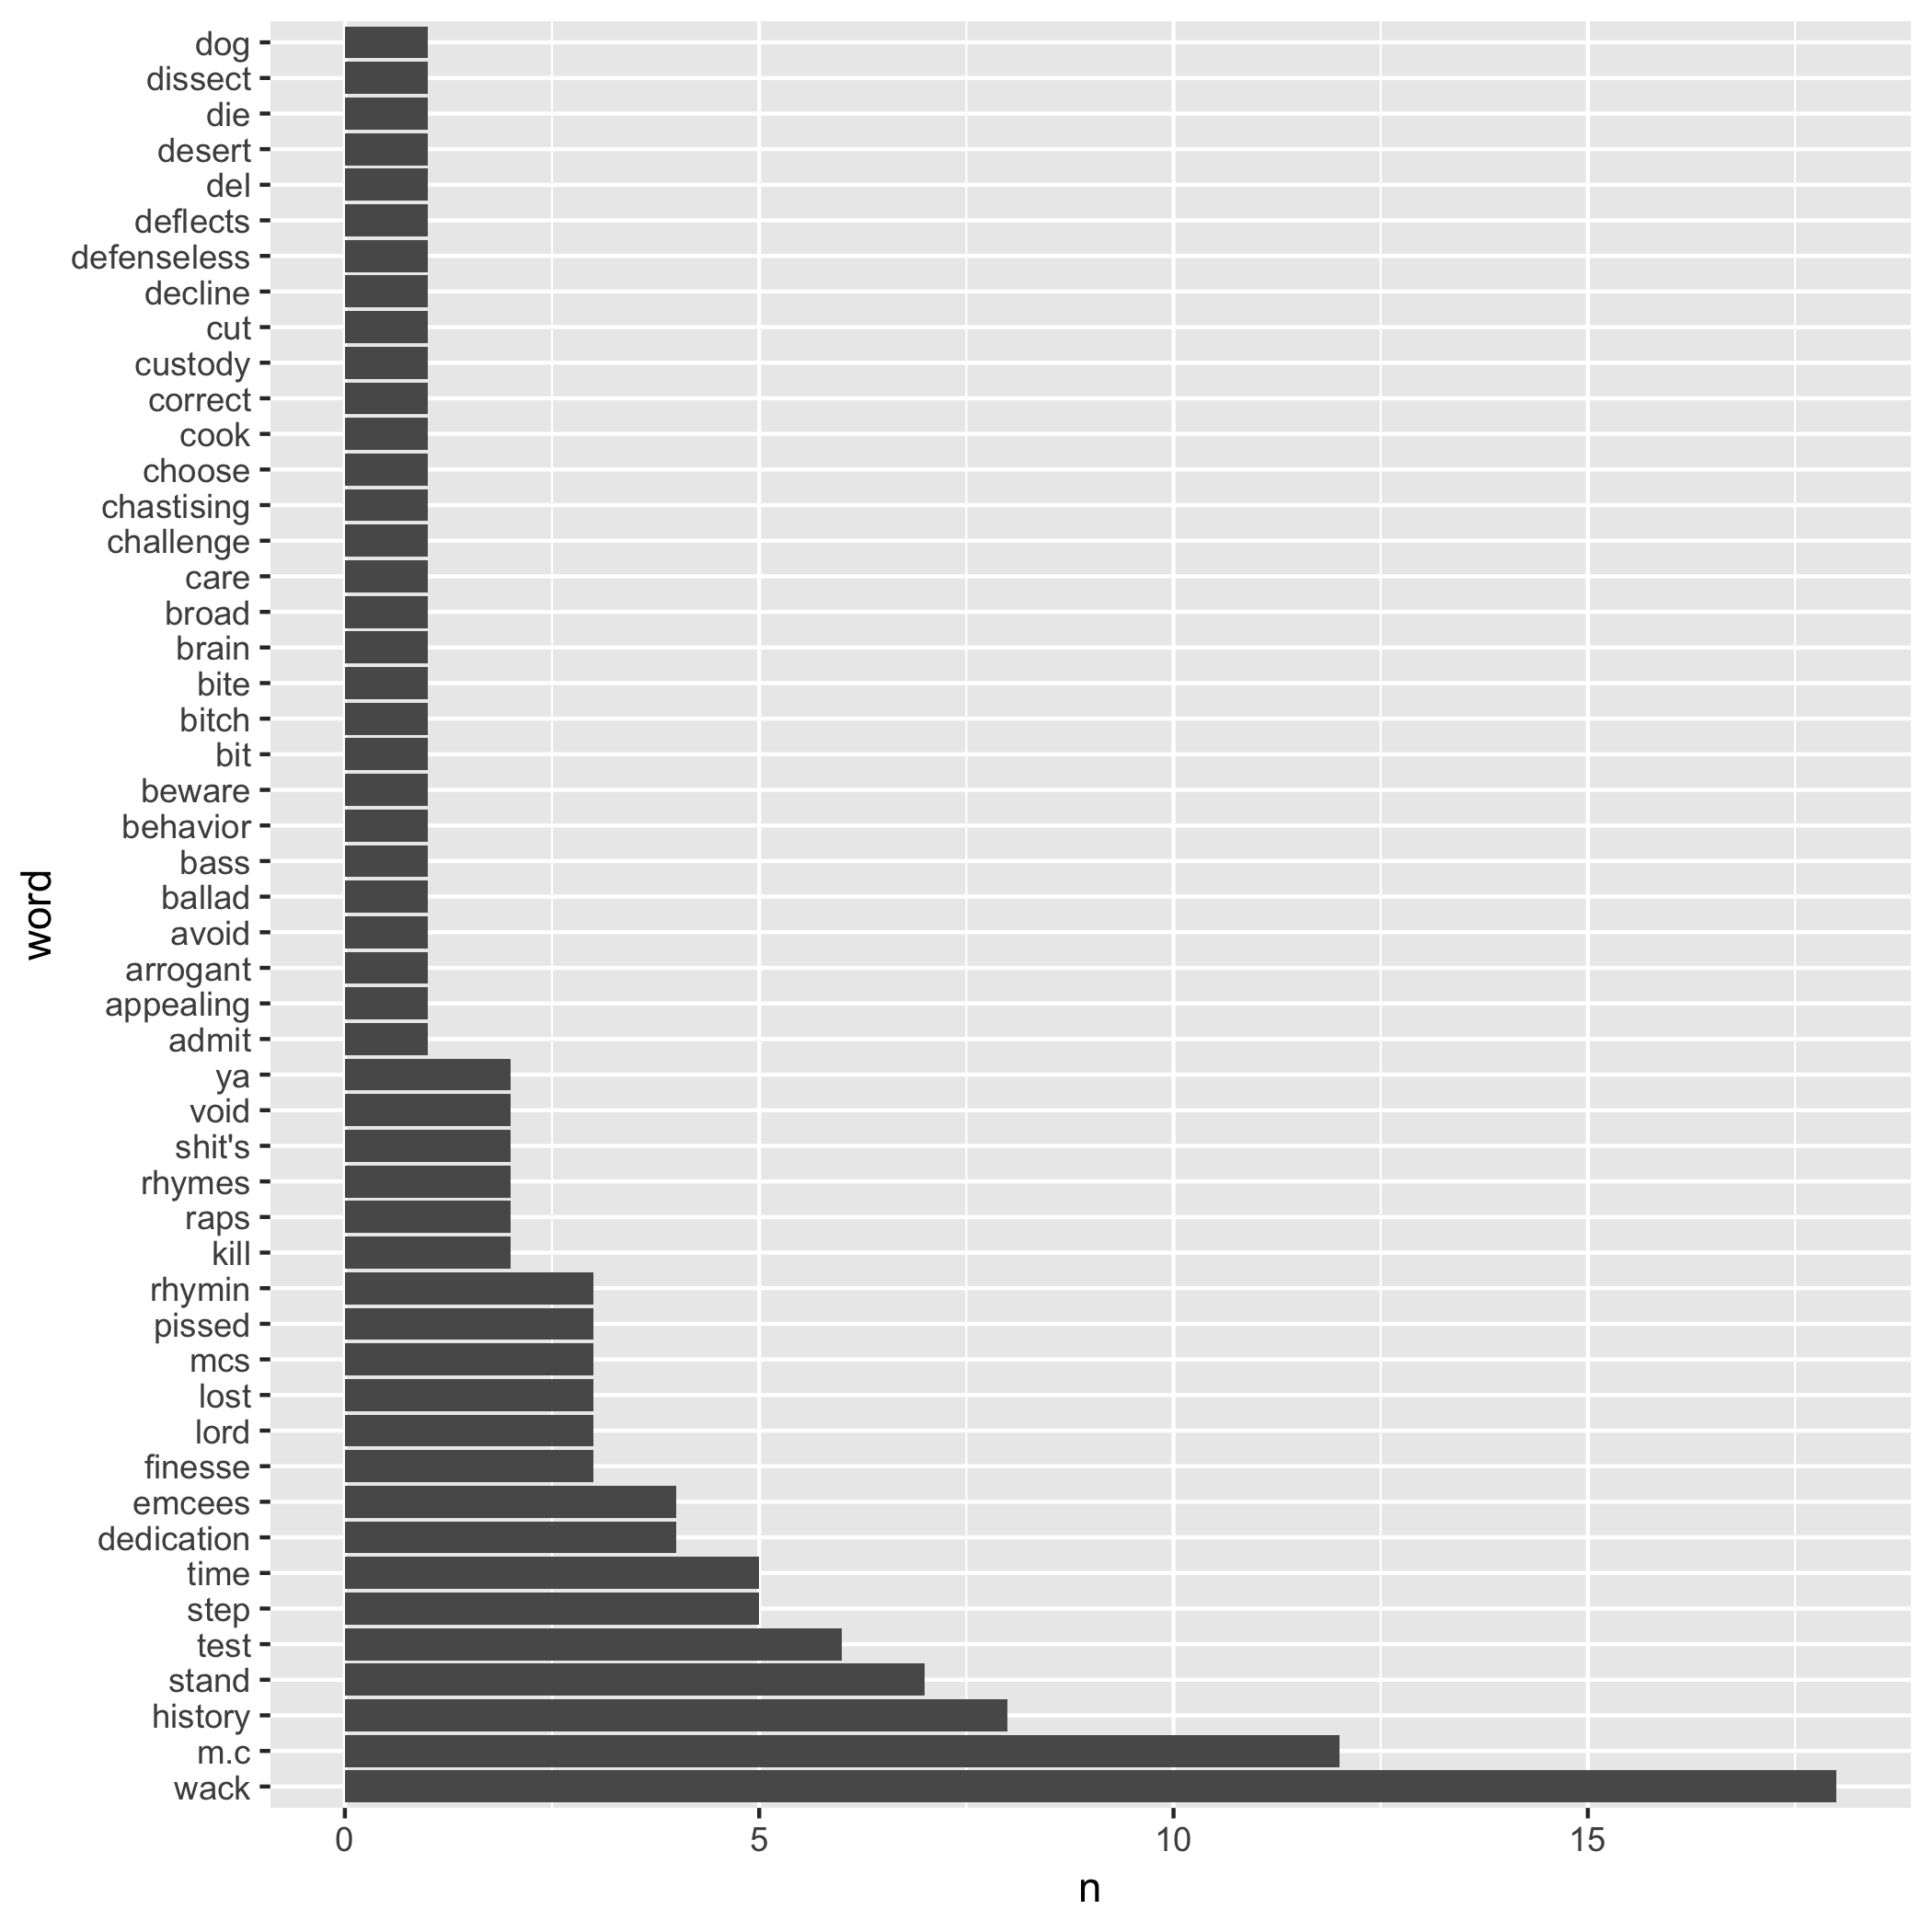 dog
dissect
die
desert
del
deflects
defenseless
decline
cut
custody
correct
cook
choose
chastising
challenge
care
broad
brain
bite
bitch
bit
beware
behavior
bass
ballad
avoid
arrogant
appealing
admit
ya
void
shit's
rhymes
raps
kill
rhymin
pissed
mcs
lost
lord
finesse
emcees
dedication
time
step
test
stand
history
m.c
wack
word
0 5 10 15
n